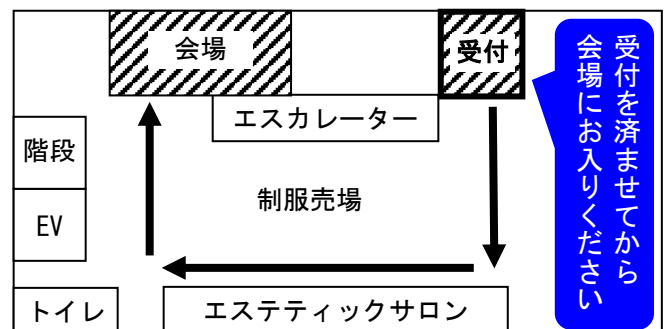 会場
受付
受付を済ませてから
会場にお入りください
エスカレーター
階段
制服売場
EV
トイレ
エステティックサロン